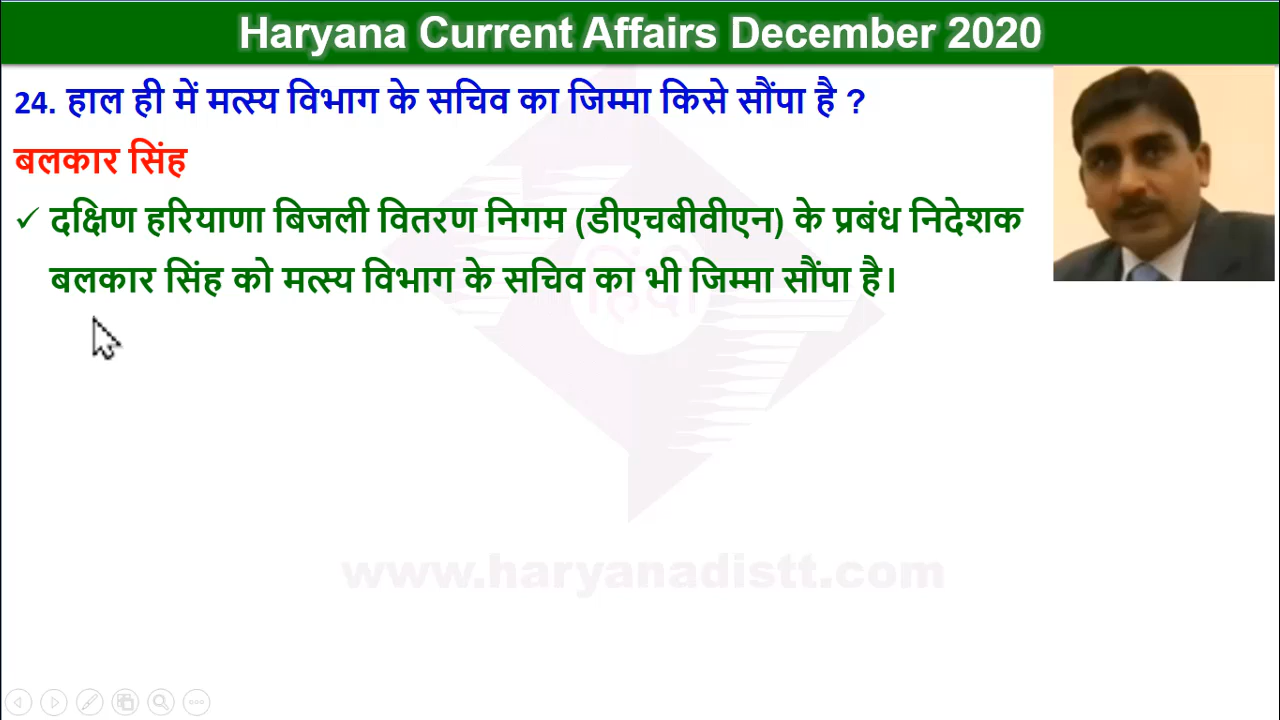 Haryana Current Affairs December 2020
24. हाल ही में मत्स्य विभाग के सचिव का जिम्मा किसे सौंपा है ?
बलकार सिंह
✓ दक्षिण हरियाणा बिजली वितरण निगम (डीएचबीवीएन) के प्रबंध निदेशक
बलकार सिंह को मत्स्य विभाग के सचिव का भी जिम्मा सौंपा है।
हिंदी
www.haryanadistt.com